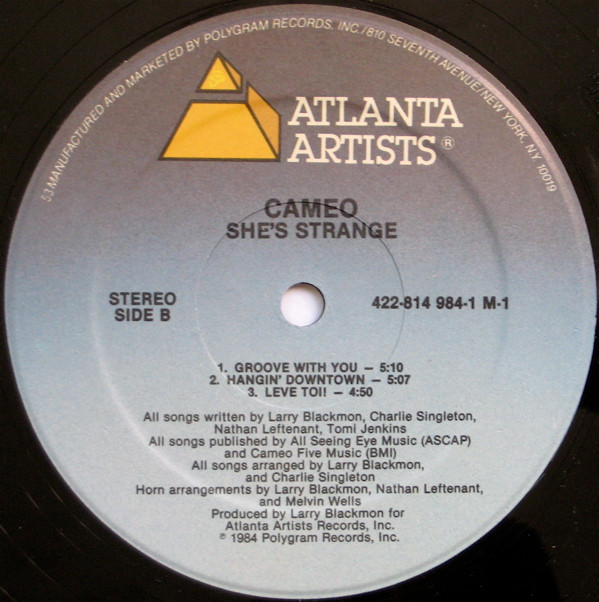 53 MANUFACTURED AND MARKETED BY POLYGRAM RECORDS, INC./810 SEVENTH AVENUE/NEW YORK, N.Y. 10019
ATLANTA
ARTISTS®
CAMEO
SHE'S STRANGE
STEREO
SIDE B
422-814 984-1 M-1
1. GROOVE WITH YOU — 5:10
2. HANGIN' DOWNTOWN — 5:07
3. LEVE TOI! — 4:50
All songs written by Larry Blackmon, Charlie Singleton,
Nathan Leftenant, Tomi Jenkins
All songs published by All Seeing Eye Music (ASCAP)
and Cameo Five Music (BMI)
All songs arranged by Larry Blackmon,
and Charlie Singleton
Horn arrangements by Larry Blackmon, Nathan Leftenant,
and Melvin Wells
Produced by Larry Blackmon for
Atlanta Artists Records, Inc.
℗ 1984 Polygram Records, Inc.